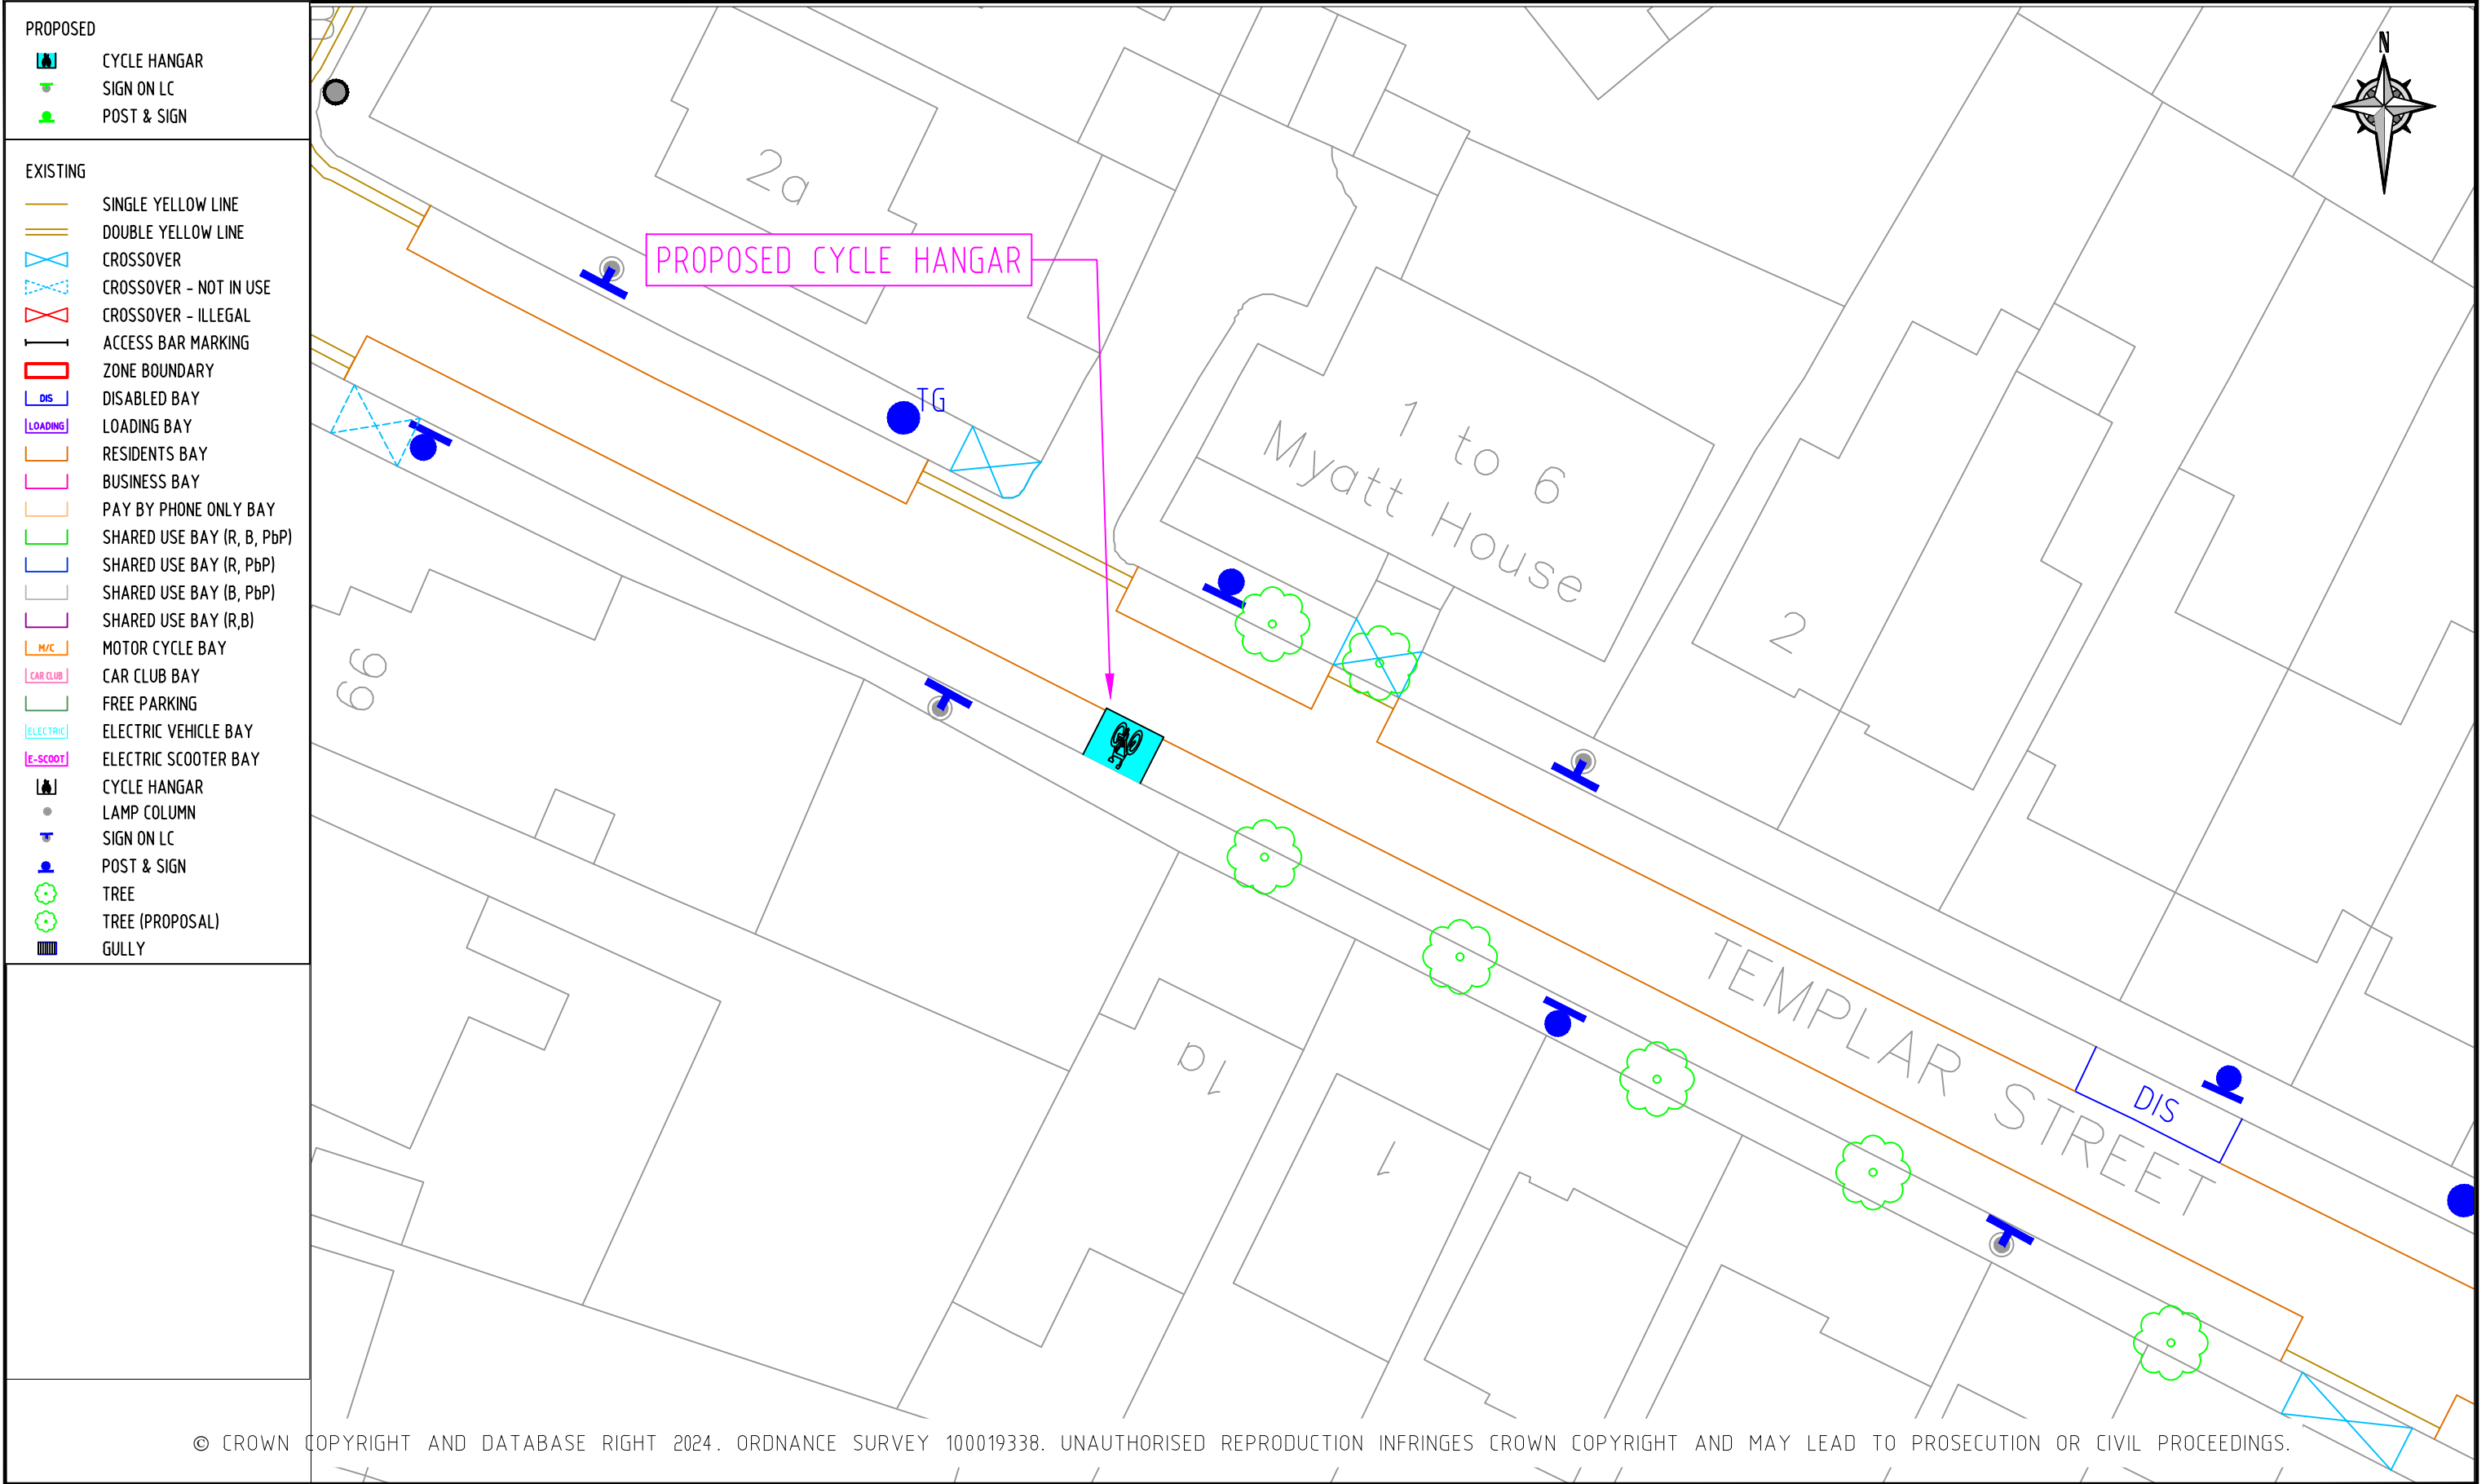 PROPOSED
CYCLE HANGAR
SIGN ON LC
POST & SIGN
EXISTING
SINGLE YELLOW LINE
DOUBLE YELLOW LINE
CROSSOVER
CROSSOVER - NOT IN USE
CROSSOVER - ILLEGAL
ACCESS BAR MARKING
ZONE BOUNDARY
DIS DISABLED BAY
LOADING LOADING BAY
RESIDENTS BAY
BUSINESS BAY
PAY BY PHONE ONLY BAY
SHARED USE BAY (R, B, PbP)
SHARED USE BAY (R, PbP)
SHARED USE BAY (B, PbP)
SHARED USE BAY (R,B)
M/C MOTOR CYCLE BAY
CAR CLUB CAR CLUB BAY
FREE PARKING
ELECTRIC ELECTRIC VEHICLE BAY
E-SCOOT ELECTRIC SCOOTER BAY
CYCLE HANGAR
LAMP COLUMN
SIGN ON LC
POST & SIGN
TREE
TREE (PROPOSAL)
GULLY
N
2a
PROPOSED CYCLE HANGAR
TG
1 to 6
Myatt House
2
99
1a
1
TEMPLAR STREET
DIS
© CROWN COPYRIGHT AND DATABASE RIGHT 2024. ORDNANCE SURVEY 100019338. UNAUTHORISED REPRODUCTION INFRINGES CROWN COPYRIGHT AND MAY LEAD TO PROSECUTION OR CIVIL PROCEEDINGS.